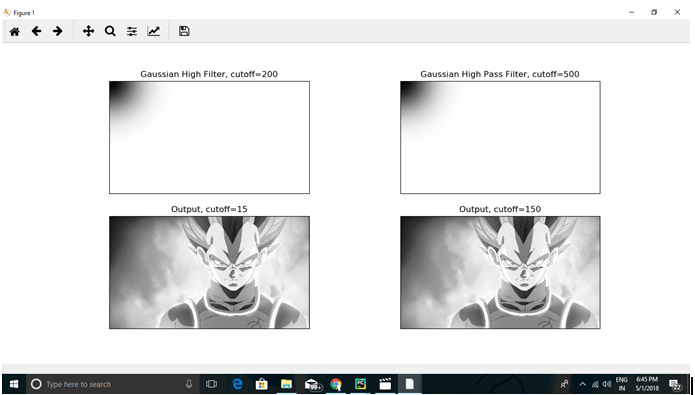 Figure 1
Gaussian High Filter, cutoff=200
Gaussian High Pass Filter, cutoff=500
Output, cutoff=15
Output, cutoff=150
Type here to search
99+
ENG
IN
6:45 PM
5/1/2018
22